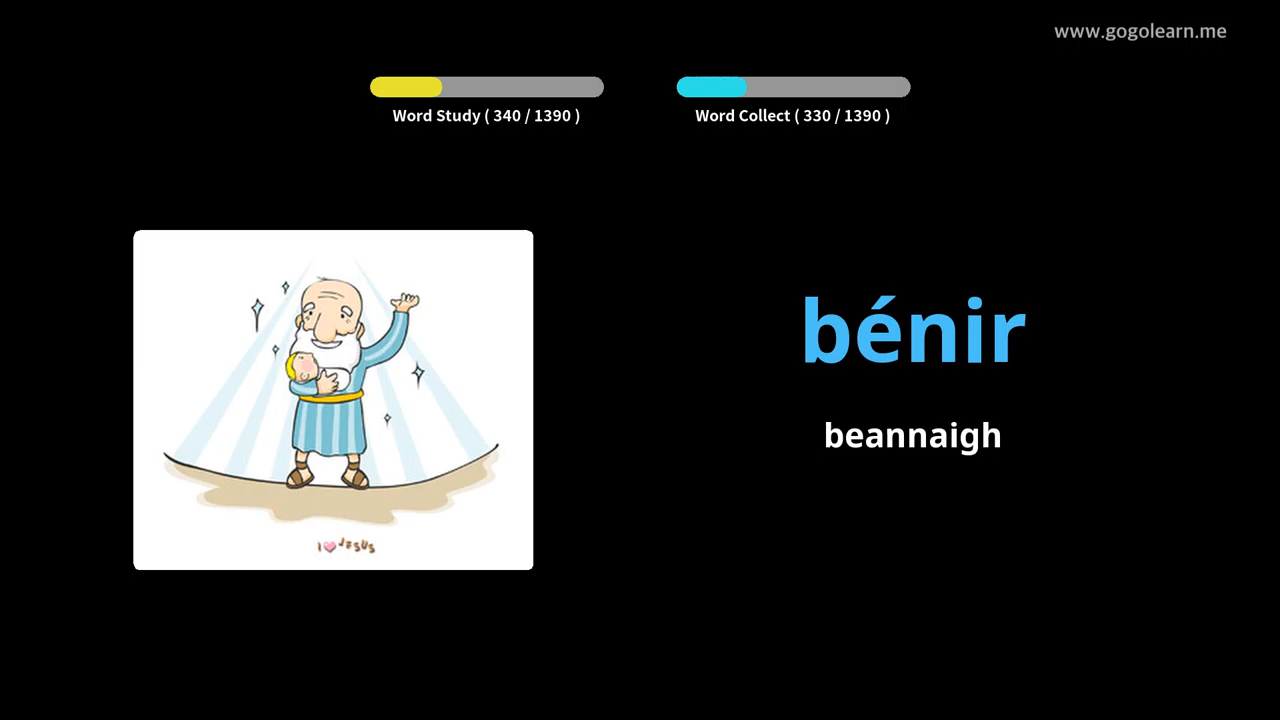 www.gogolearn.me
Word Study ( 340 / 1390 )
Word Collect ( 330 / 1390 )
bénir
beannaigh
I JESUS